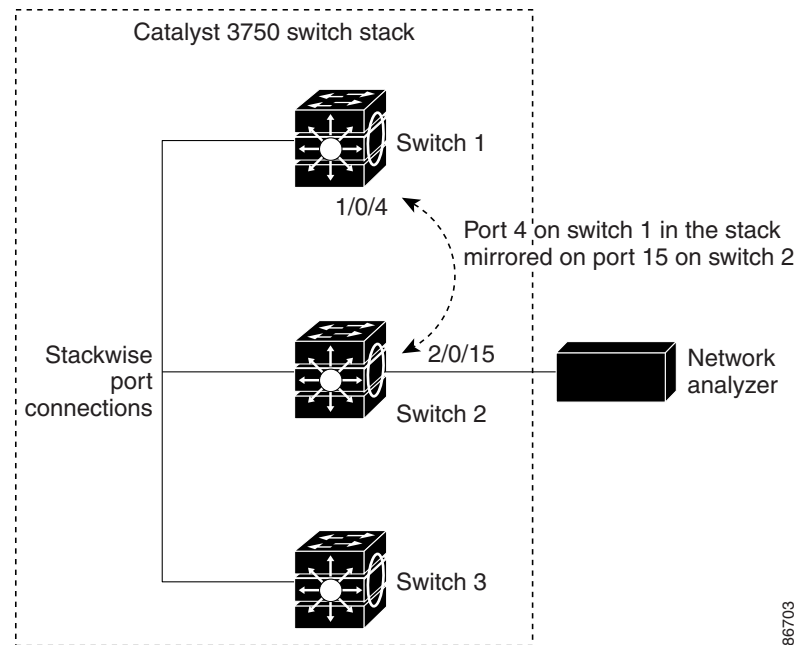 Catalyst 3750 switch stack
Switch 1
1/0/4
Port 4 on switch 1 in the stack
mirrored on port 15 on switch 2
Stackwise
port
connections
2/0/15
Switch 2
Network
analyzer
Switch 3
86703